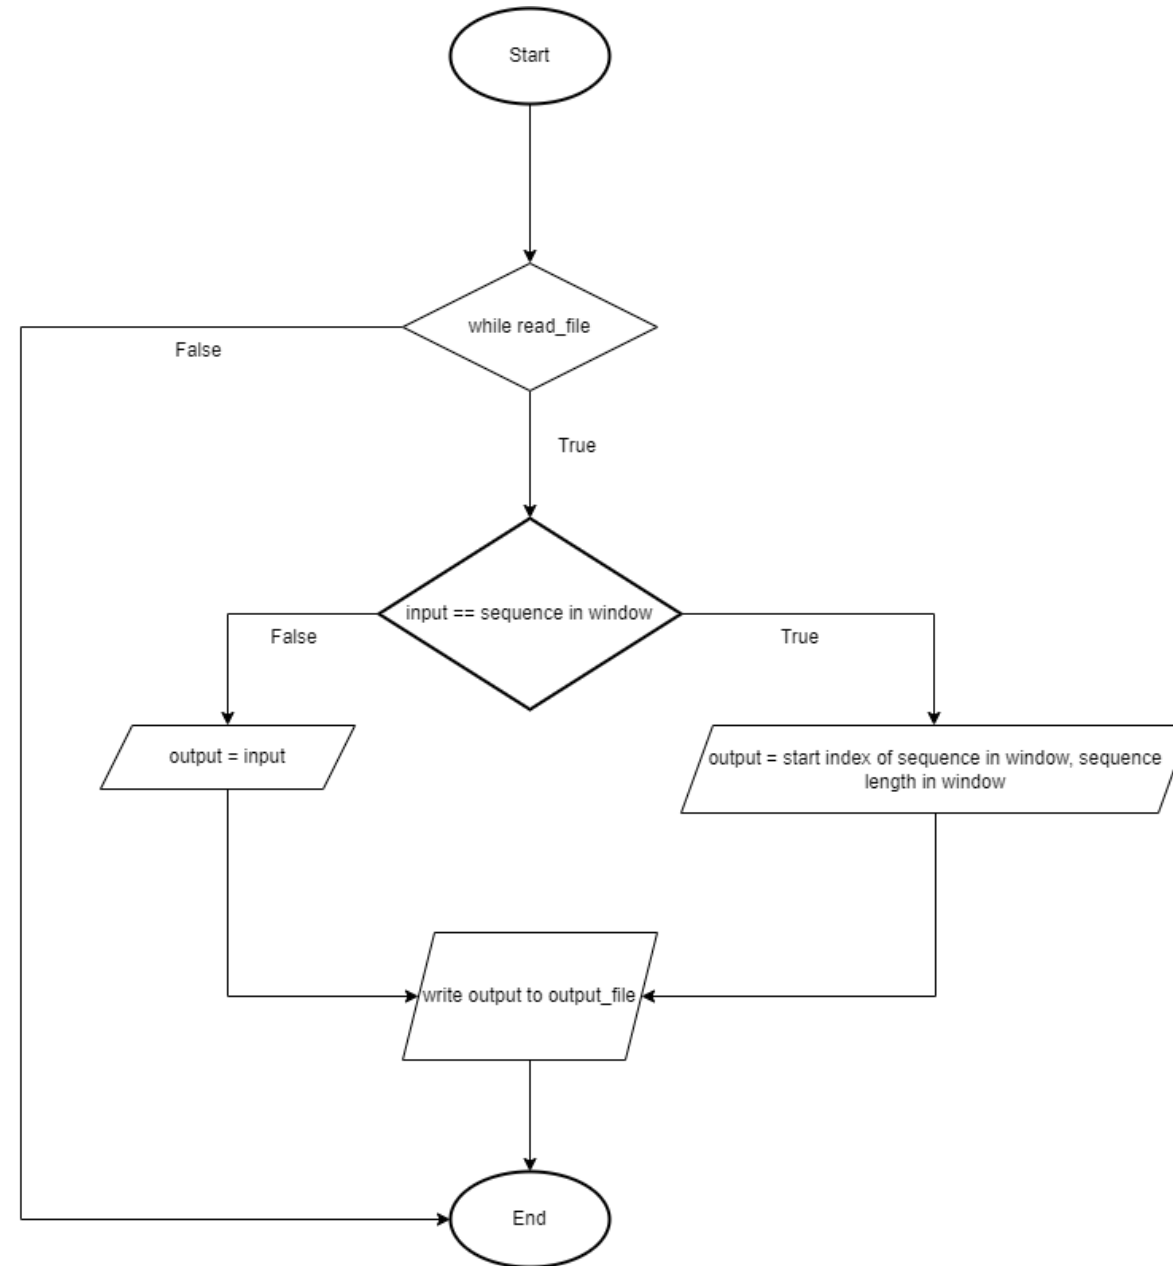 Start
while read_file
False
True
input == sequence in window
False
True
output = input
output = start index of sequence in window, sequence
length in window
write output to output_file
End